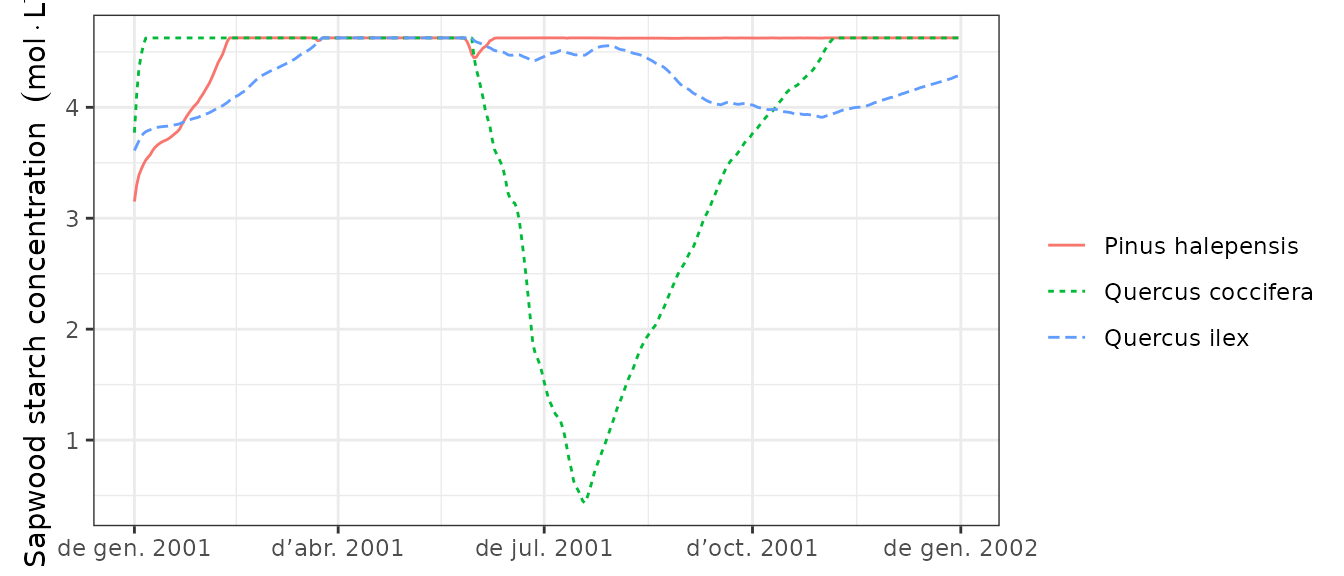 Sapwood starch concentration (mol·L
4
3
2
1
de gen. 2001
d’abr. 2001
de jul. 2001
d’oct. 2001
de gen. 2002
Pinus halepensis
Quercus coccifera
Quercus ilex